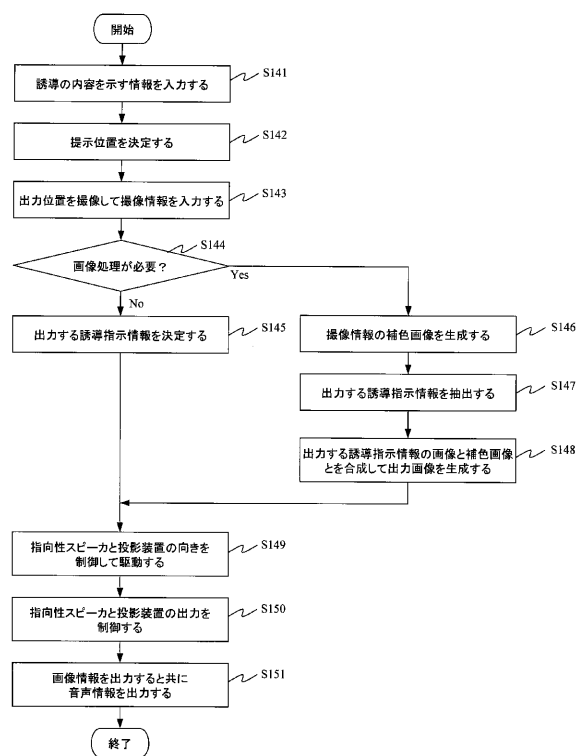 開始
誘導の内容を示す情報を入力する
S141
提示位置を決定する
S142
出力位置を撮像して撮像情報を入力する
S143
画像処理が必要？
S144
Yes
No
出力する誘導指示情報を決定する
S145
撮像情報の補色画像を生成する
S146
出力する誘導指示情報を抽出する
S147
出力する誘導指示情報の画像と補色画像
とを合成して出力画像を生成する
S148
指向性スピーカと投影装置の向きを
制御して駆動する
S149
指向性スピーカと投影装置の出力を
制御する
S150
画像情報を出力すると共に
音声情報を出力する
S151
終了